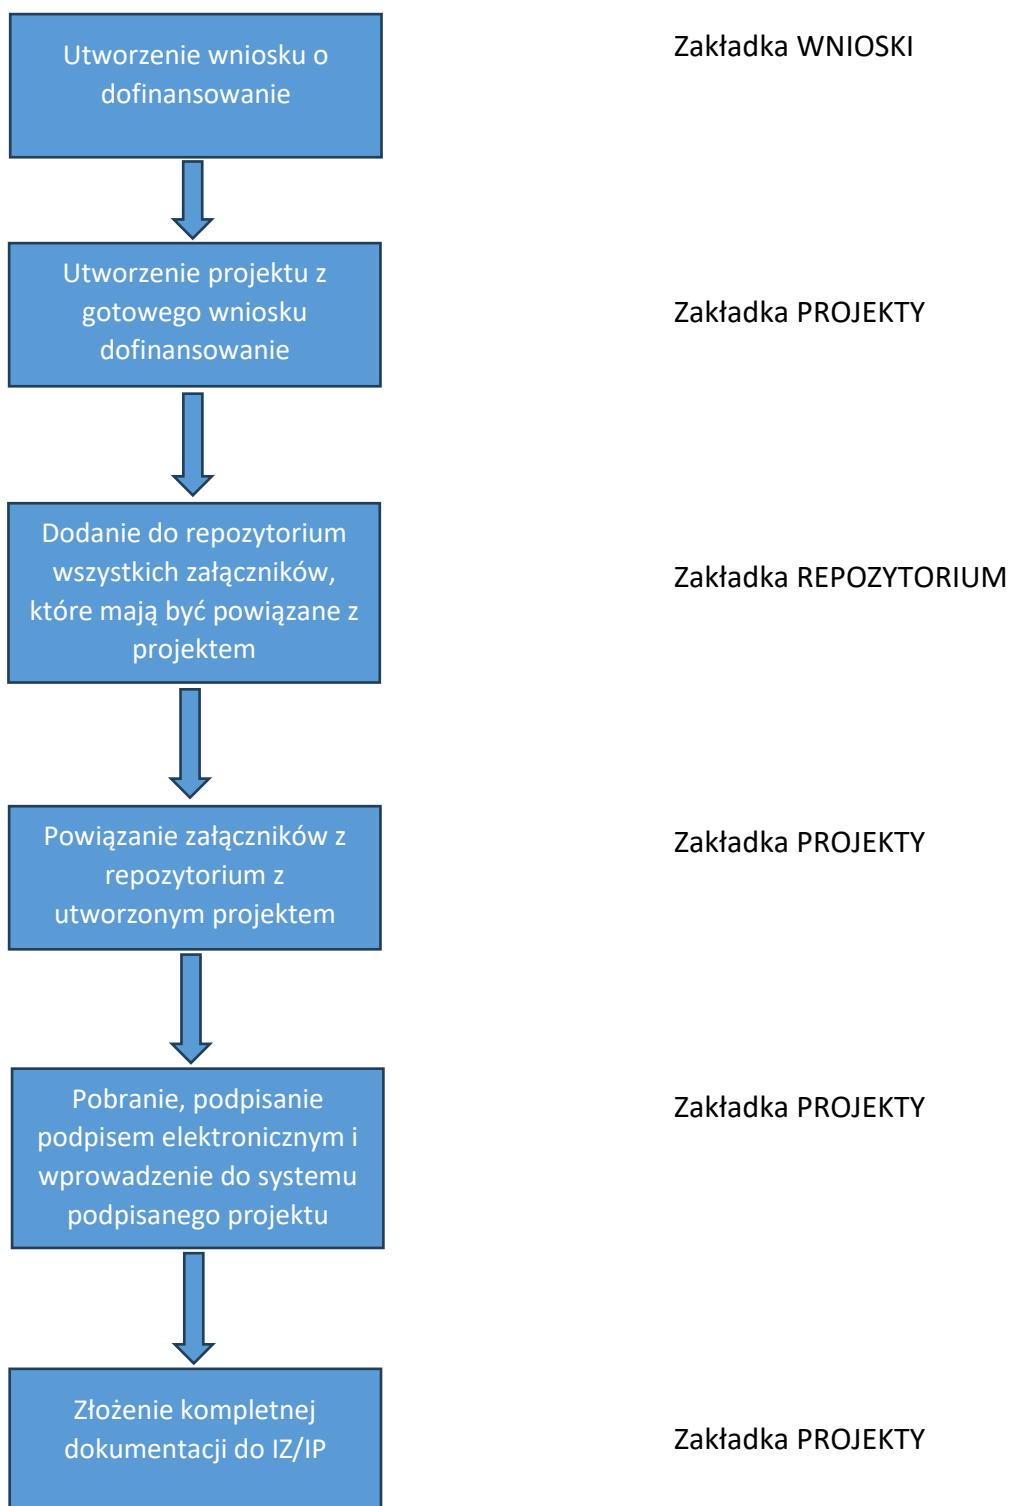 Utworzenie wniosku o
dofinansowanie
Zakładka WNIOSKI
Utworzenie projektu z
gotowego wniosku
dofinansowanie
Zakładka PROJEKTY
Dodanie do repozytorium
wszystkich załączników,
które mają być powiązane z
projektem
Zakładka REPOZYTORIUM
Powiązanie załączników z
repozytorium z
utworzonym projektem
Zakładka PROJEKTY
Pobranie, podpisanie
podpisem elektronicznym i
wprowadzenie do systemu
podpisanego projektu
Zakładka PROJEKTY
Złożenie kompletnej
dokumentacji do IZ/IP
Zakładka PROJEKTY